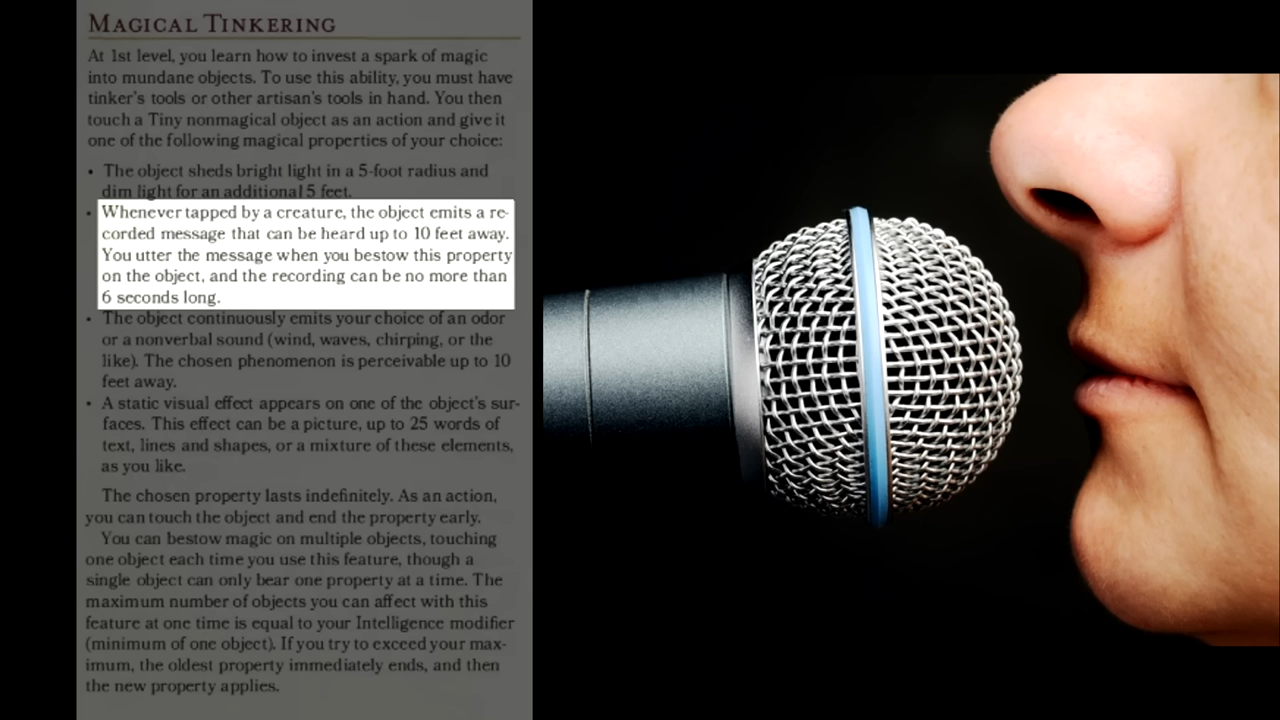 MAGICAL TINKERING
At 1st level, you learn how to invest a spark of magic
into mundane objects. To use this ability, you must have
tinker's tools or other artisan's tools in hand. You then
touch a Tiny nonmagical object as an action and give it
one of the following magical properties of your choice:
• The object sheds bright light in a 5-foot radius and
dim light for an additional 5 feet.
• Whenever tapped by a creature, the object emits a re-
corded message that can be heard up to 10 feet away.
You utter the message when you bestow this property
on the object, and the recording can be no more than
6 seconds long.
• The object continuously emits your choice of an odor
or a nonverbal sound (wind, waves, chirping, or the
like). The chosen phenomenon is perceivable up to 10
feet away.
• A static visual effect appears on one of the object's sur-
faces. This effect can be a picture, up to 25 words of
text, lines and shapes, or a mixture of these elements,
as you like.
The chosen property lasts indefinitely. As an action,
you can touch the object and end the property early.
You can bestow magic on multiple objects, touching
one object each time you use this feature, though a
single object can only bear one property at a time. The
maximum number of objects you can affect with this
feature at one time is equal to your Intelligence modifier
(minimum of one object). If you try to exceed your max-
imum, the oldest property immediately ends, and then
the new property applies.